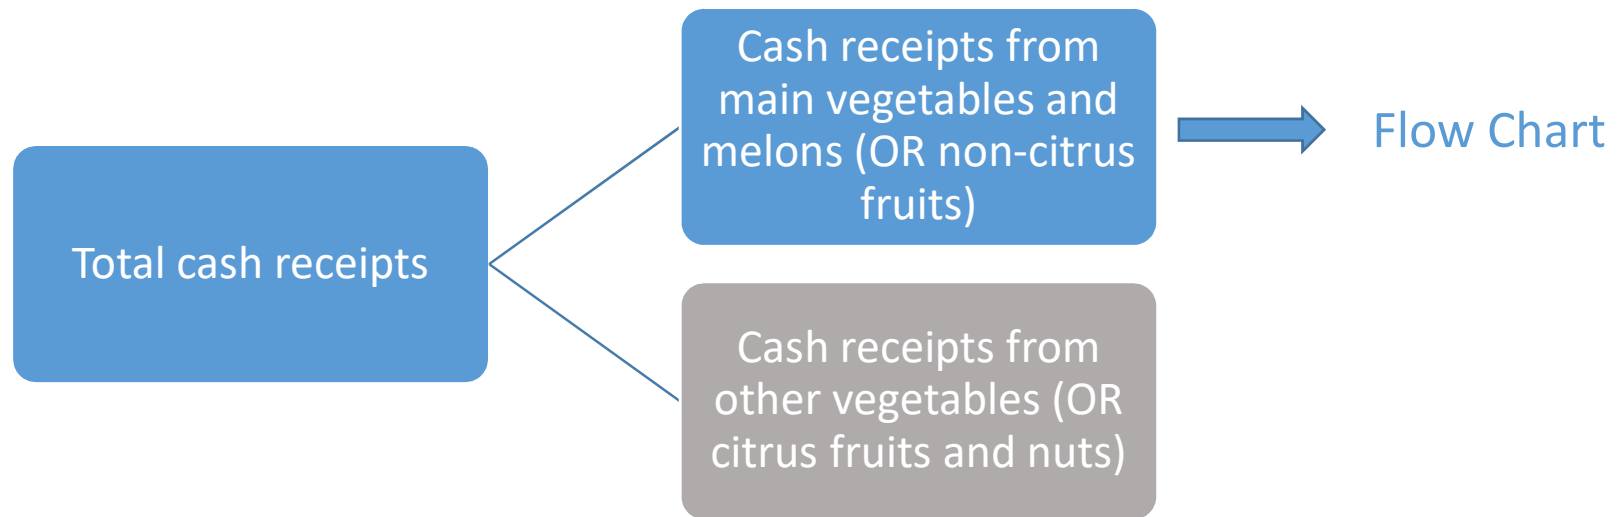 Total cash receipts
Cash receipts from
main vegetables and
melons (OR non-citrus
fruits)
Flow Chart
Cash receipts from
other vegetables (OR
citrus fruits and nuts)